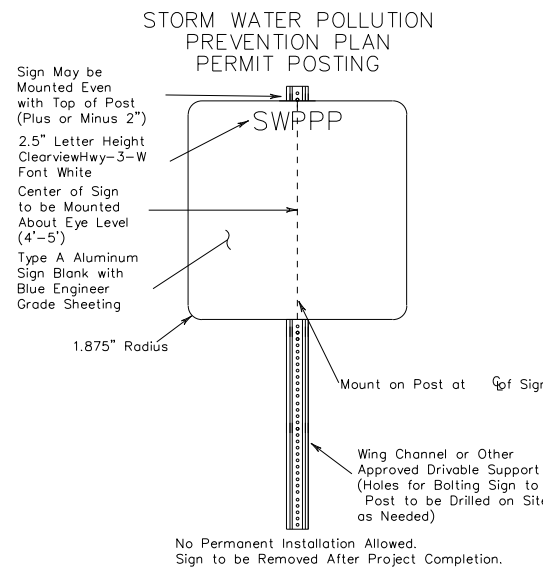 STORM WATER POLLUTION
PREVENTION PLAN
PERMIT POSTING
Sign May be
Mounted Even
with Top of Post
(Plus or Minus 2")
SWPPP
2.5" Letter Height
ClearviewHwy-3-W
Font White
Center of Sign
to be Mounted
About Eye Level
(4'-5')
Type A Aluminum
Sign Blank with
Blue Engineer
Grade Sheeting
1.875" Radius
Mount on Post at ℄ of Sign
Wing Channel or Other
Approved Drivable Support
(Holes for Bolting Sign to
Post to be Drilled on Site
as Needed)
No Permanent Installation Allowed.
Sign to be Removed After Project Completion.